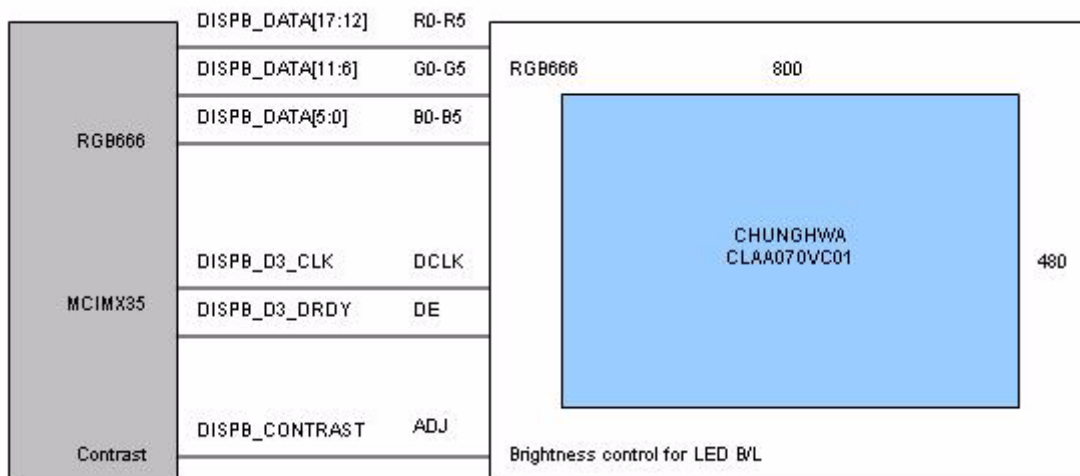 DISPB_DATA[17:12] R0-R5
DISPB_DATA[11:6] G0-G5
RGB666 800
DISPB_DATA[5:0] B0-B5
RGB666
CHUNGHWA
CLAA070VC01
480
DISPB_D3_CLK DCLK
MCIMX35
DISPB_D3_DRDY DE
DISPB_CONTRAST ADJ
Contrast
Brightness control for LED B/L